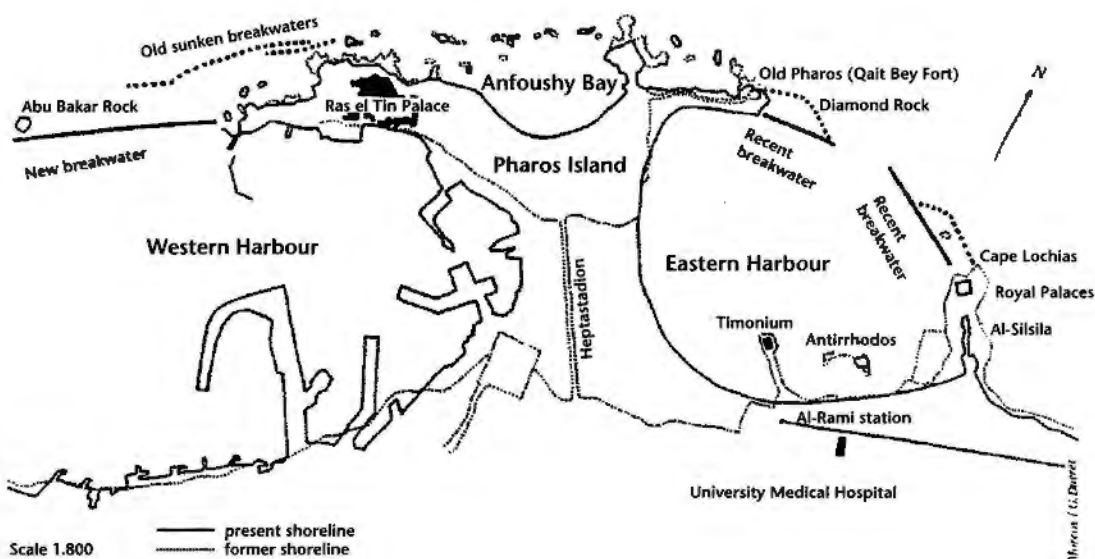 Old sunken breakwaters
Anfoushy Bay
Old Pharos (Qait Bey Fort)
N
Abu Bakar Rock
Ras el Tin Palace
Diamond Rock
New breakwater
Pharos Island
Recent
breakwater
Western Harbour
Recent
breakwater
Eastern Harbour
Cape Lochias
Royal Palaces
Heptastadion
Timonium
Antirrhodos
Al-Silsila
Al-Rami station
University Medical Hospital
present shoreline
Scale 1.800
former shoreline